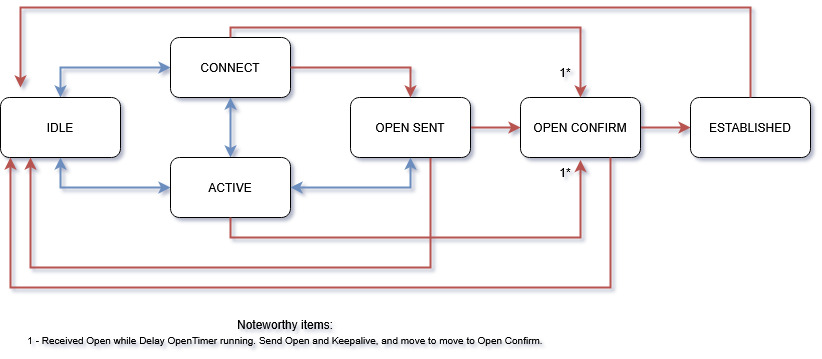 CONNECT
1*
IDLE
OPEN SENT
OPEN CONFIRM
ESTABLISHED
1*
ACTIVE
Noteworthy items:
1 - Received Open while Delay OpenTimer running. Send Open and Keepalive, and move to move to Open Confirm.